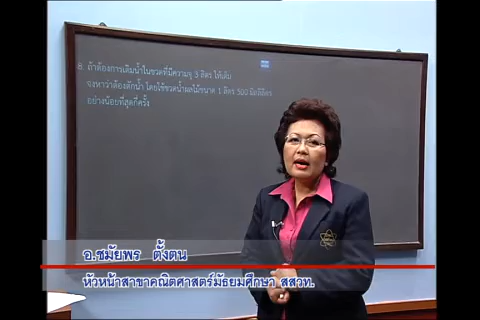 8. ถ้าต้องการเติมน้ำในขวดที่มีความจุ 3 ลิตร ให้เต็ม
จงหาว่าต้องตักน้ำ โดยใช้ขวดน้ำผลไม้ขนาด 1 ลิตร 500 มิลลิลิตร
อย่างน้อยที่สุดกี่ครั้ง
อ.ชมัยพร ตั้งตน
หัวหน้าสาขาคณิตศาสตร์มัธยมศึกษา สสวท.